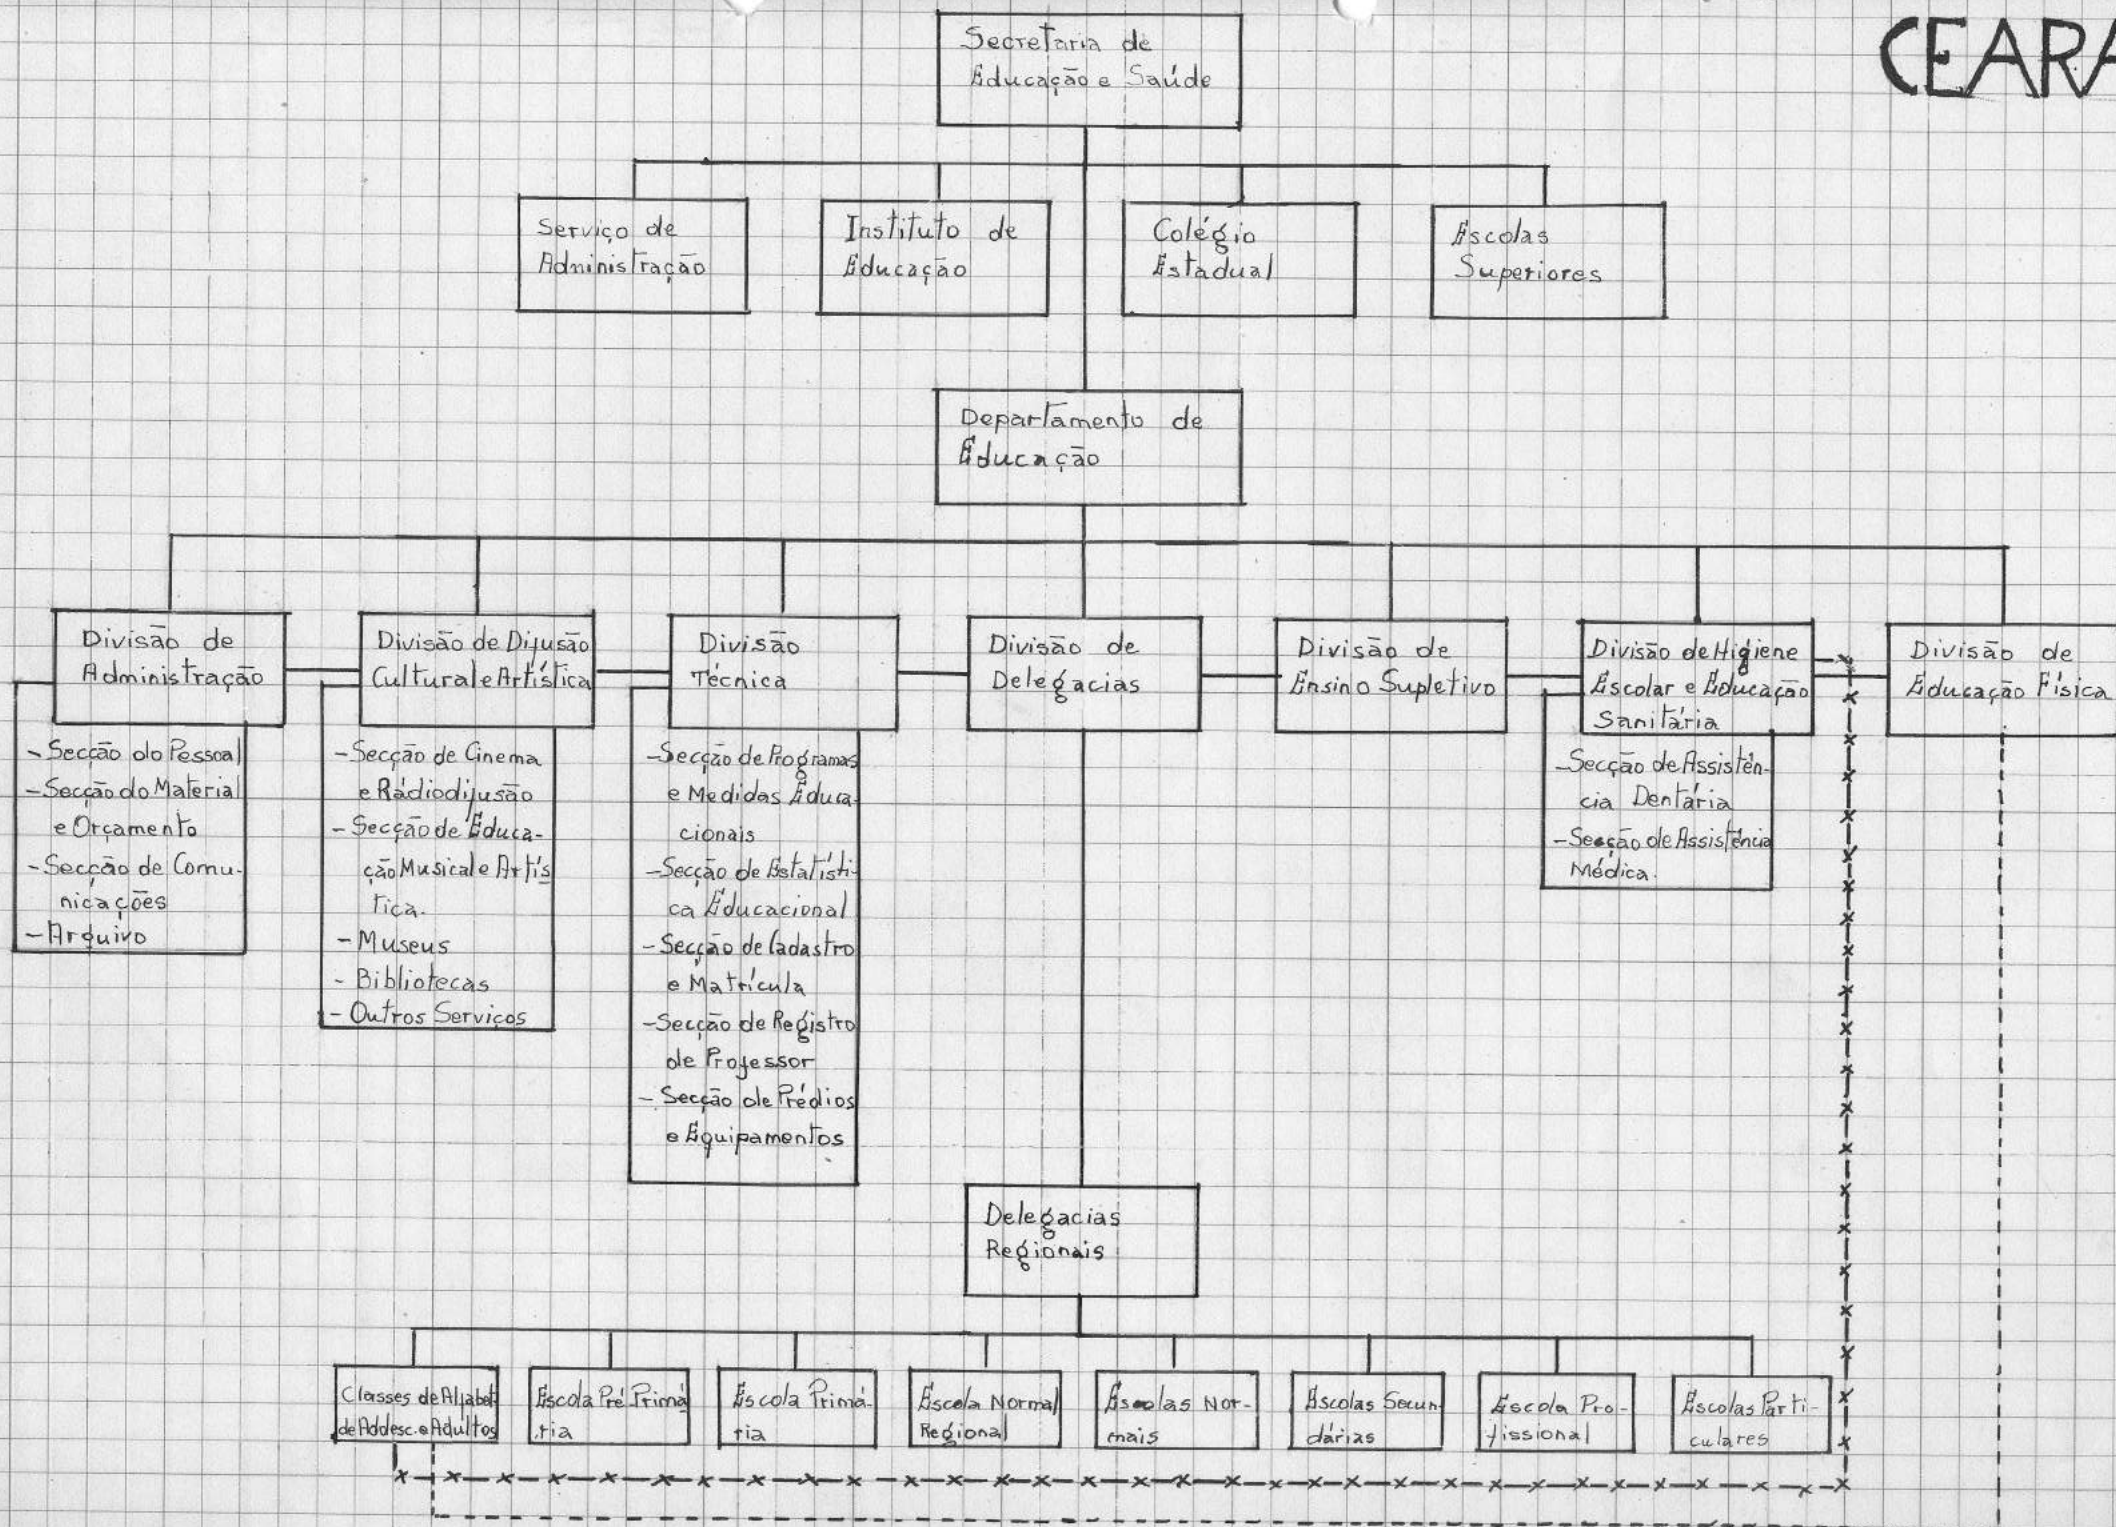 CEARÁ
Secretaria de
Educação e Saúde
Serviço de
Administração
Instituto de
Educação
Colégio
Estadual
Escolas
Superiores
Departamento de
Educação
Divisão de
Administração
- Secção do Pessoal
- Secção do Material
e Orçamento
- Secção de Comu-
nicações
- Arquivo
Divisão de Difusão
Cultural e Artística
- Secção de Cinema
e Rádiodifusão
- Secção de Educa-
ção Musical e Artís
tica.
- Museus
- Bibliotecas
- Outros Serviços
Divisão
Técnica
- Secção de Programas
e Medidas Educa-
cionais
- Secção de Estatísti-
ca Educacional
- Secção de Cadastro
e Matrícula
- Secção de Registro
de Professor
- Secção de Prédios
e Equipamentos
Divisão de
Delegacias
Divisão de
Ensino Supletivo
Divisão de Higiene
Escolar e Educação
Sanitária
- Secção de Assistên-
cia Dentária
- Secção de Assistência
Médica.
Divisão de
Educação Física
Delegacias
Regionais
Classes de Alfabet.
de Adolesc. e Adultos
Escola Pré Primá
ria
Escola Primá-
ria
Escola Normal
Regional
Escolas Nor-
mais
Escolas Secun-
dárias
Escola Pro-
fissional
Escolas Parti-
culares